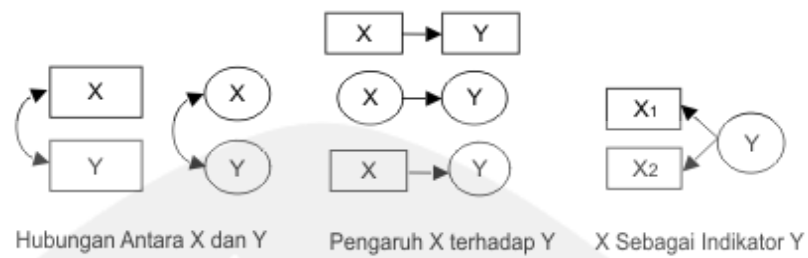 X Y
X X X Y
Y Y X Y
X1
X2
Y
Hubungan Antara X dan Y
Pengaruh X terhadap Y
X Sebagai Indikator Y